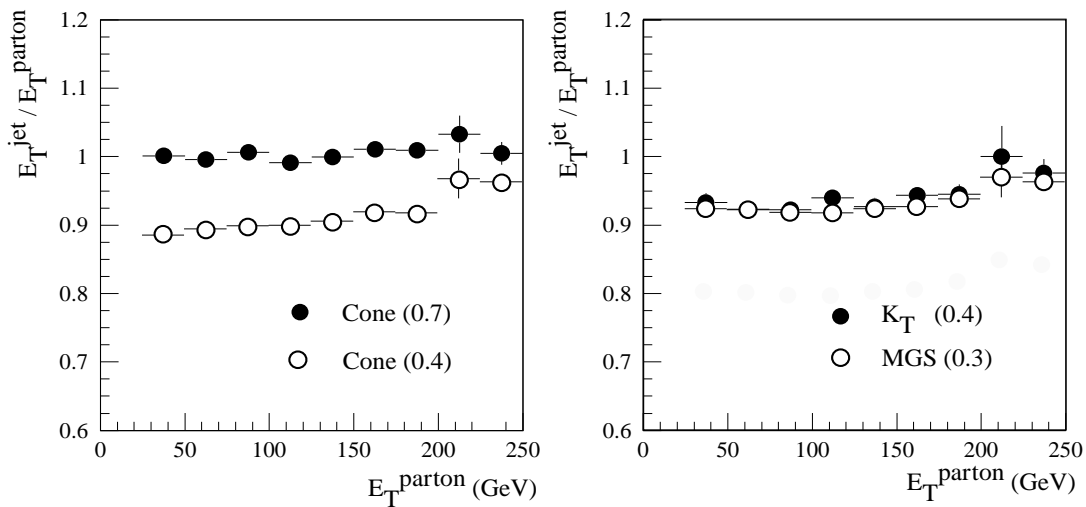 E_T^jet / E_T^parton
1.2
1.1
1
0.9
0.8
0.7
0.6
Cone (0.7)
Cone (0.4)
0 50 100 150 200 250
E_T^parton (GeV)
E_T^jet / E_T^parton
1.2
1.1
1
0.9
0.8
0.7
0.6
K_T (0.4)
MGS (0.3)
0 50 100 150 200 250
E_T^parton (GeV)